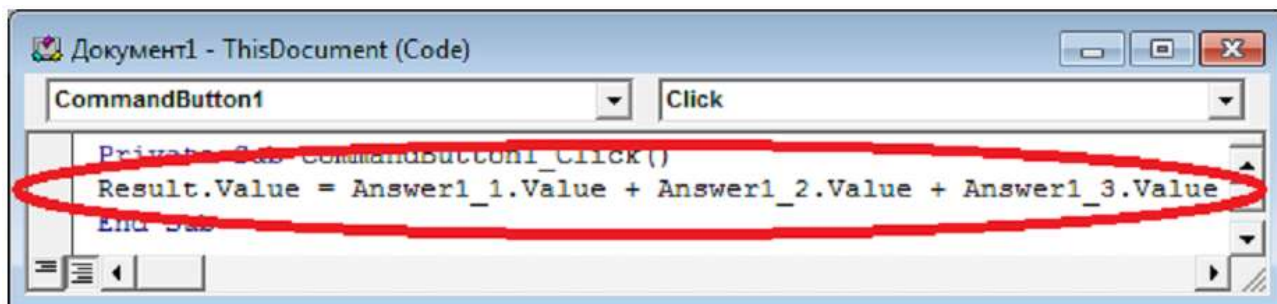 Документ1 - ThisDocument (Code)
CommandButton1
Click
Private Sub CommandButton1_Click()
Result.Value = Answer1_1.Value + Answer1_2.Value + Answer1_3.Value
End Sub